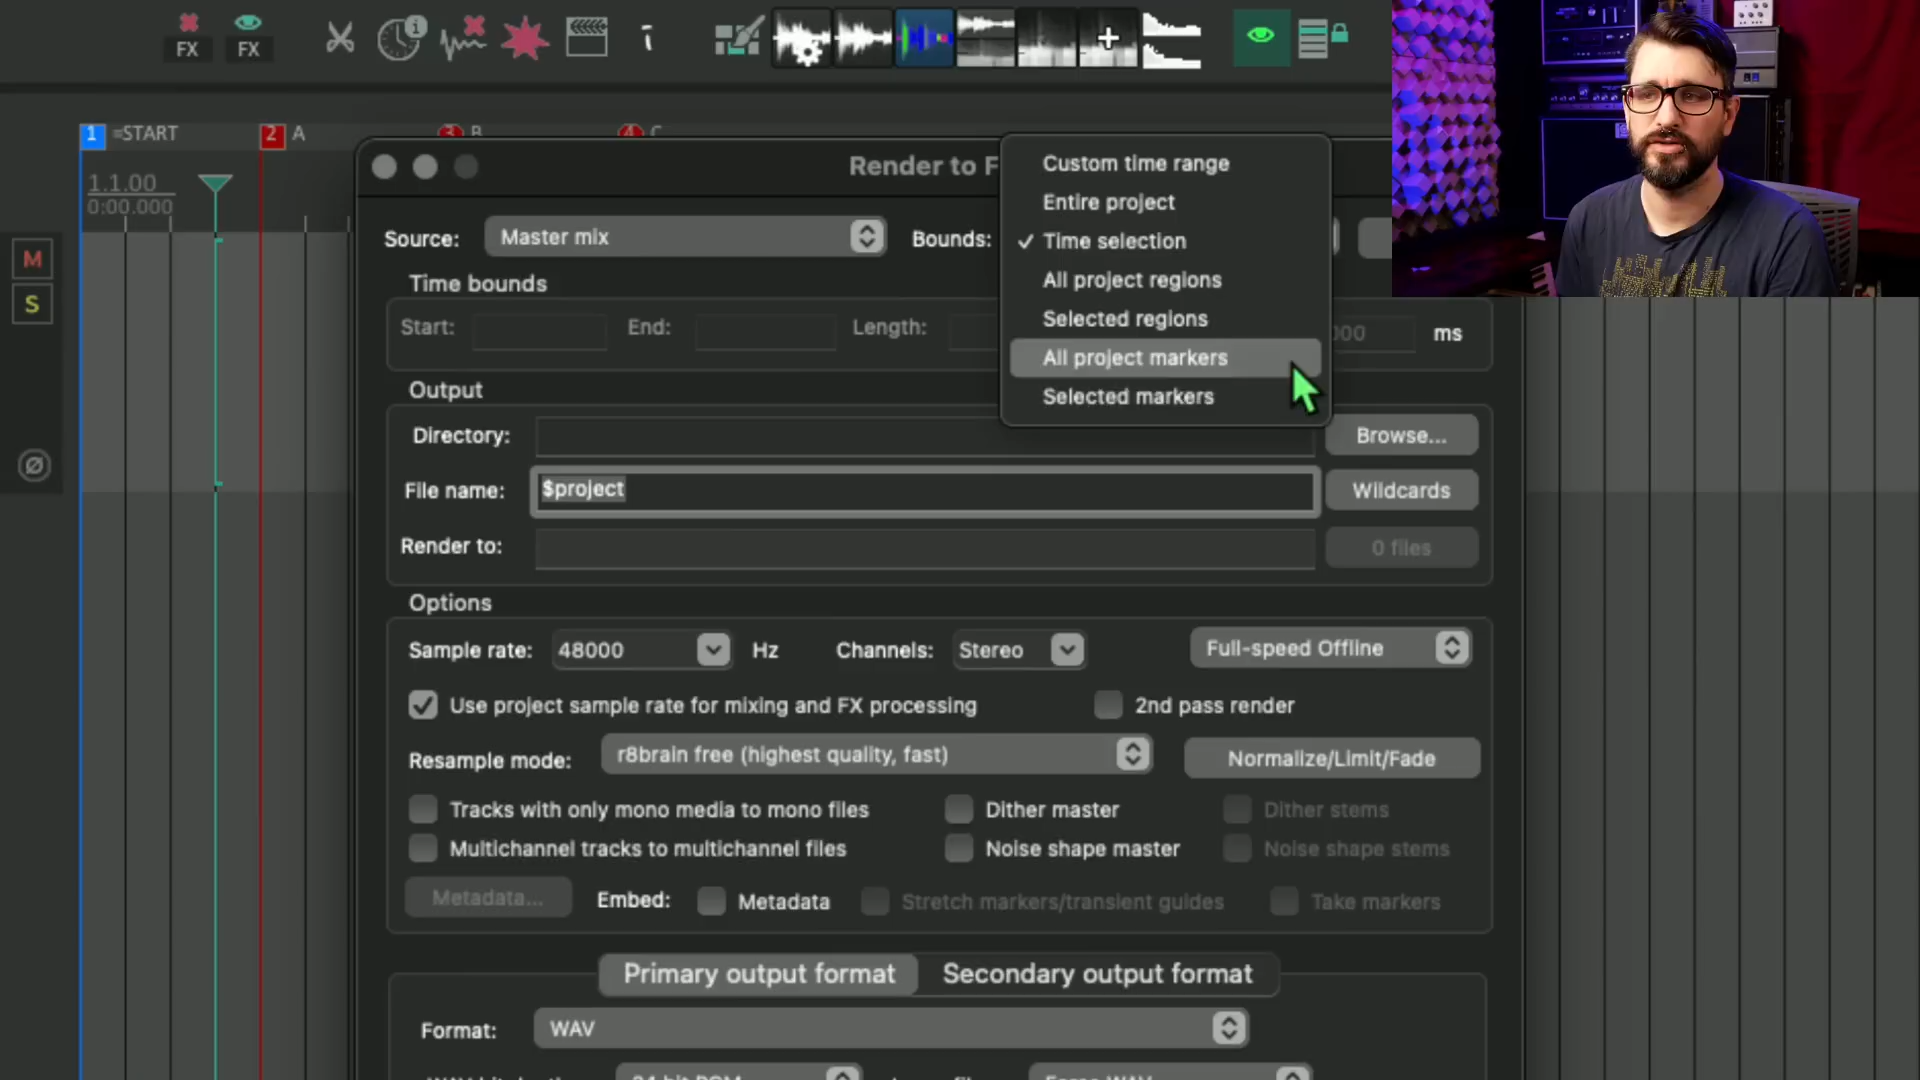 FX FX
1 =START 2 A 3 B 4 C
1.1.00
0:00.000
M
S
Render to F
Source: Master mix Bounds:
Custom time range
Entire project
✓ Time selection
All project regions
Selected regions
All project markers
Selected markers
Time bounds
Start: End: Length: ms
Output
Directory: Browse...
File name: $project Wildcards
Render to: 0 files
Options
Sample rate: 48000 Hz Channels: Stereo Full-speed Offline
Use project sample rate for mixing and FX processing 2nd pass render
Resample mode: r8brain free (highest quality, fast) Normalize/Limit/Fade
Tracks with only mono media to mono files Dither master Dither stems
Multichannel tracks to multichannel files Noise shape master Noise shape stems
Metadata... Embed: Metadata Stretch markers/transient guides Take markers
Primary output format Secondary output format
Format: WAV